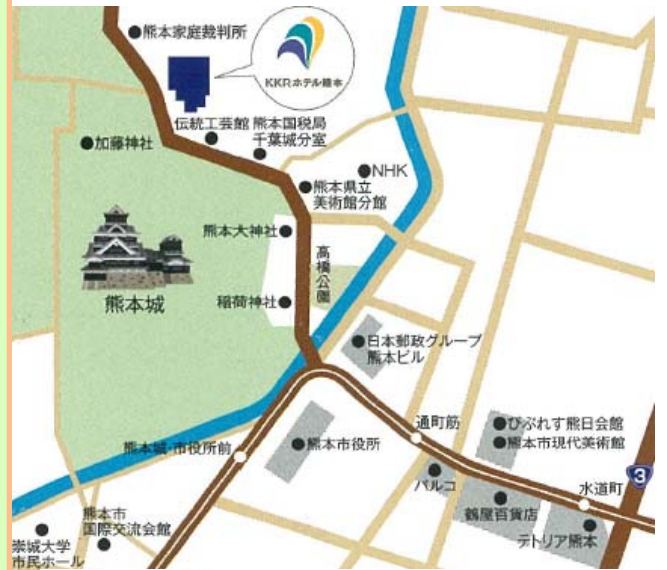 熊本家庭裁判所
KKRホテル熊本
伝統工芸館
熊本国税局
千葉城分室
加藤神社
NHK
熊本県立
美術館分館
熊本大神社
高橋公園
熊本城
稲荷神社
日本郵政グループ
熊本ビル
通町筋
びぷれす熊日会館
熊本市現代美術館
熊本城・市役所前
熊本市役所
パルコ
3
水道町
鶴屋百貨店
テトリア熊本
熊本市
国際交流会館
崇城大学
市民ホール